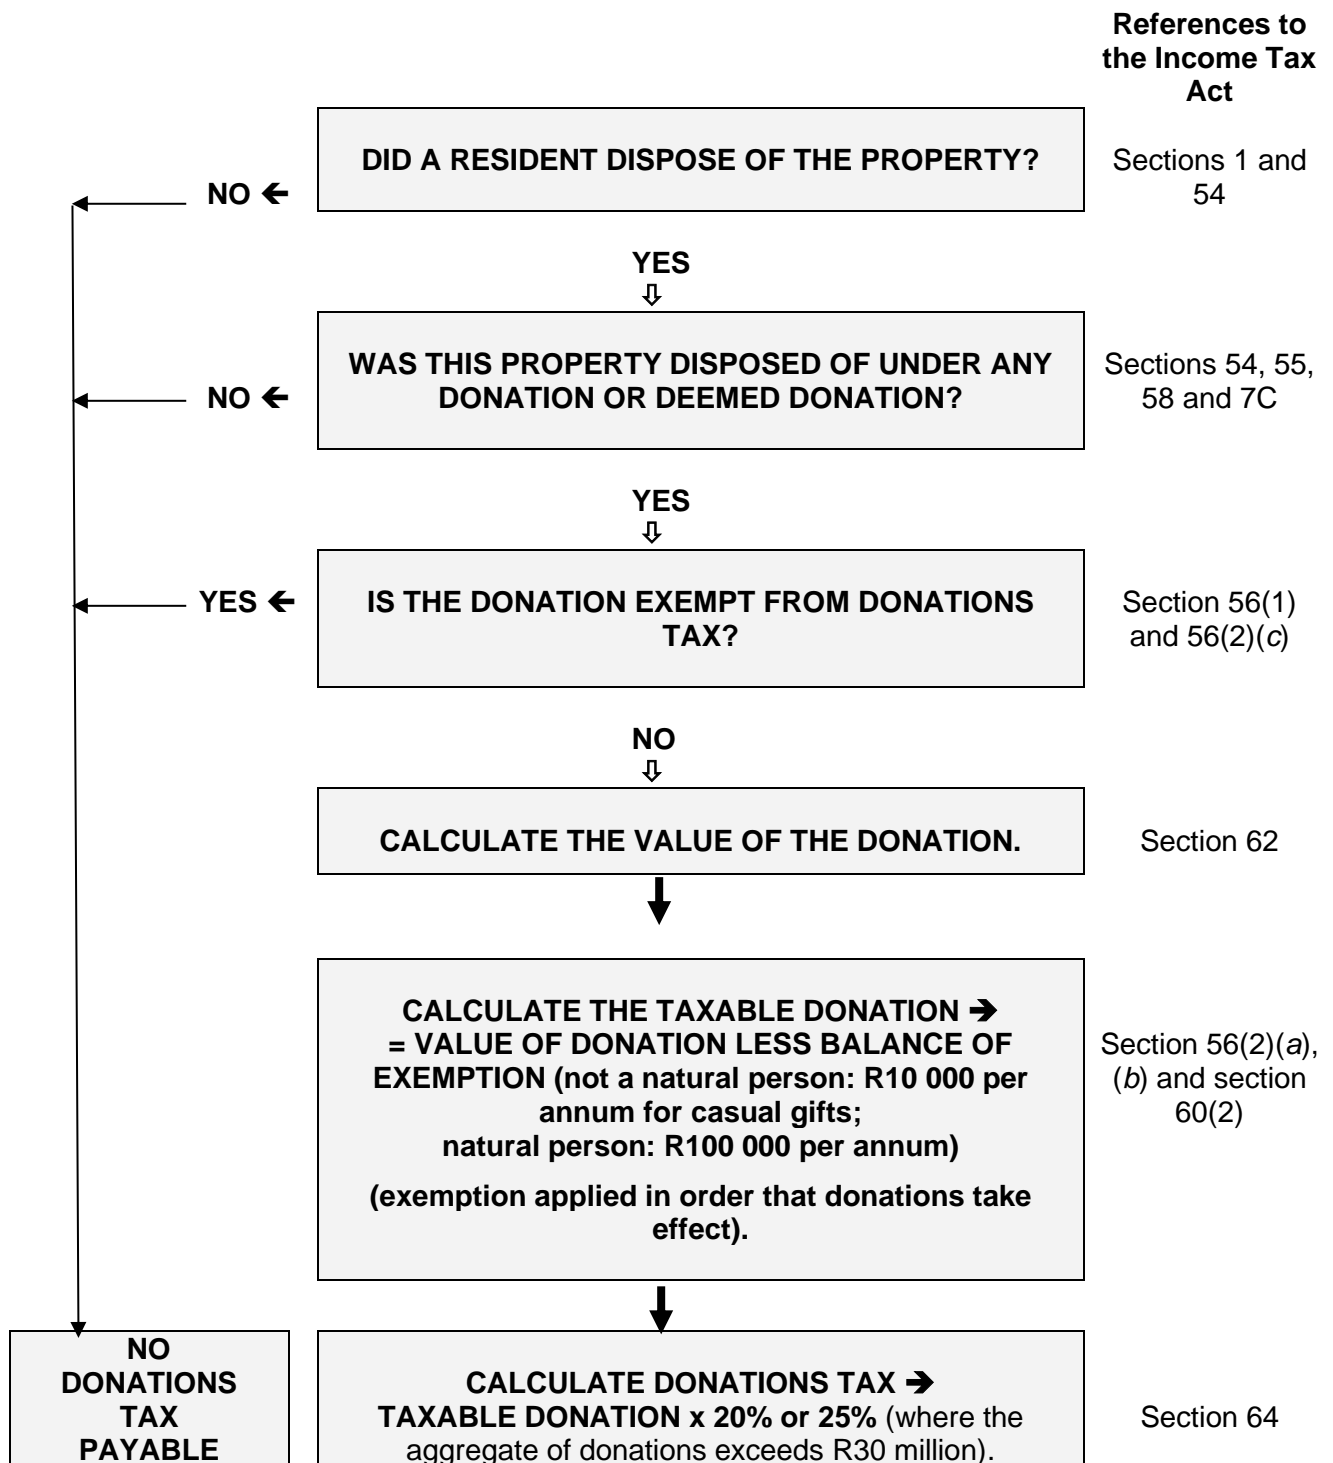 References to
the Income Tax
Act
DID A RESIDENT DISPOSE OF THE PROPERTY?
Sections 1 and
54
NO 🡸
YES
⇩
WAS THIS PROPERTY DISPOSED OF UNDER ANY
DONATION OR DEEMED DONATION?
Sections 54, 55,
58 and 7C
NO 🡸
YES
⇩
YES 🡸
IS THE DONATION EXEMPT FROM DONATIONS
TAX?
Section 56(1)
and 56(2)(c)
NO
⇩
CALCULATE THE VALUE OF THE DONATION.
Section 62
CALCULATE THE TAXABLE DONATION 🡺
= VALUE OF DONATION LESS BALANCE OF
EXEMPTION (not a natural person: R10 000 per
annum for casual gifts;
natural person: R100 000 per annum)
(exemption applied in order that donations take
effect).
Section 56(2)(a),
(b) and section
60(2)
NO
DONATIONS
TAX
PAYABLE
CALCULATE DONATIONS TAX 🡺
TAXABLE DONATION x 20% or 25% (where the
aggregate of donations exceeds R30 million).
Section 64